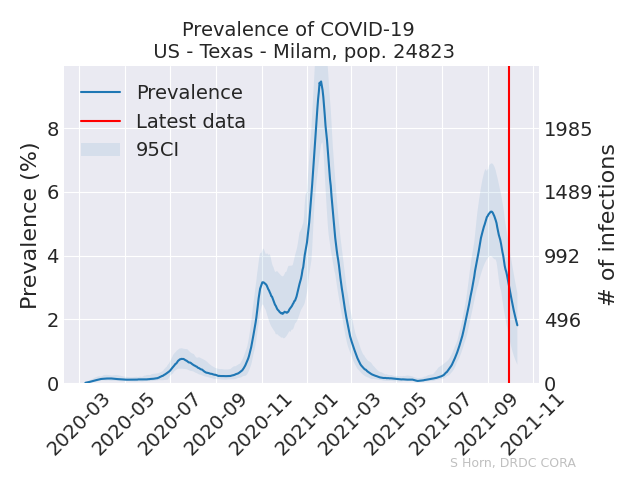 Prevalence of COVID-19
US - Texas - Milam, pop. 24823
Prevalence
Latest data
95CI
Prevalence (%)
8
6
4
2
0
1985
1489
992
496
0
# of infections
2020-03
2020-05
2020-07
2020-09
2020-11
2021-01
2021-03
2021-05
2021-07
2021-09
2021-11
S Horn, DRDC CORA